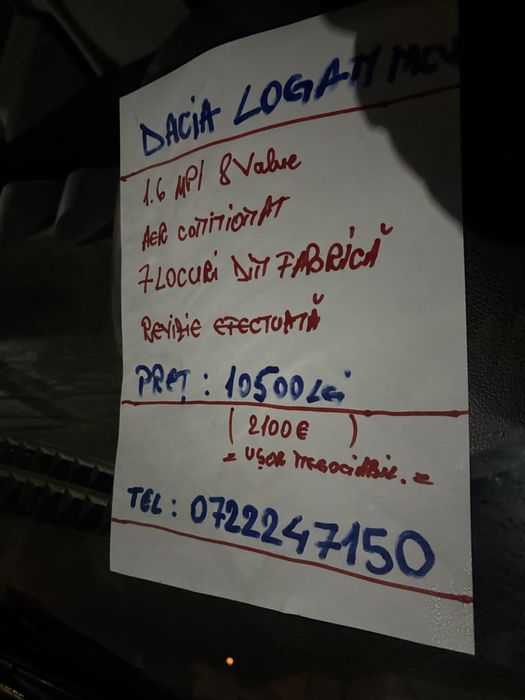 DACIA LOGAN MCV
1.6 MPI 8 Valve
AER CONDITIONAT
7 LOCURI DIN FABRICĂ
REVIZIE EFECTUATĂ
PREȚ : 10500 Lei
( 2100 € )
= UȘOR NEGOCIABIL. =
TEL : 0722247150